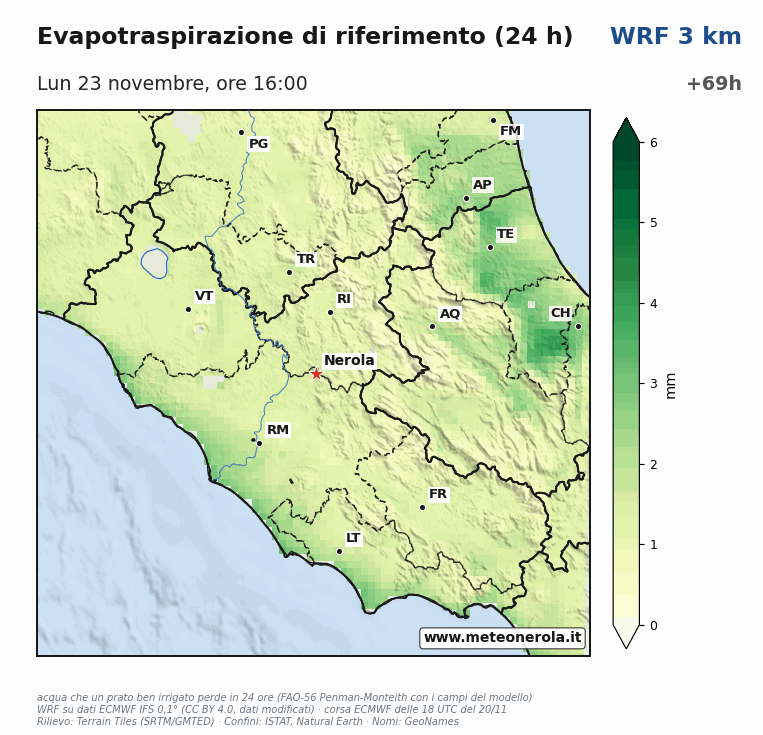 Evapotraspirazione di riferimento (24 h) WRF 3 km
Lun 23 novembre, ore 16:00 +69h
FM
PG
AP
TE
TR
VT
RI
AQ
CH
Nerola
RM
FR
LT
www.meteonerola.it
6
5
4
3
2
1
0
mm
acqua che un prato ben irrigato perde in 24 ore (FAO-56 Penman-Monteith con i campi del modello)
WRF su dati ECMWF IFS 0,1° (CC BY 4.0, dati modificati) · corsa ECMWF delle 18 UTC del 20/11
Rilievo: Terrain Tiles (SRTM/GMTED) · Confini: ISTAT, Natural Earth · Nomi: GeoNames